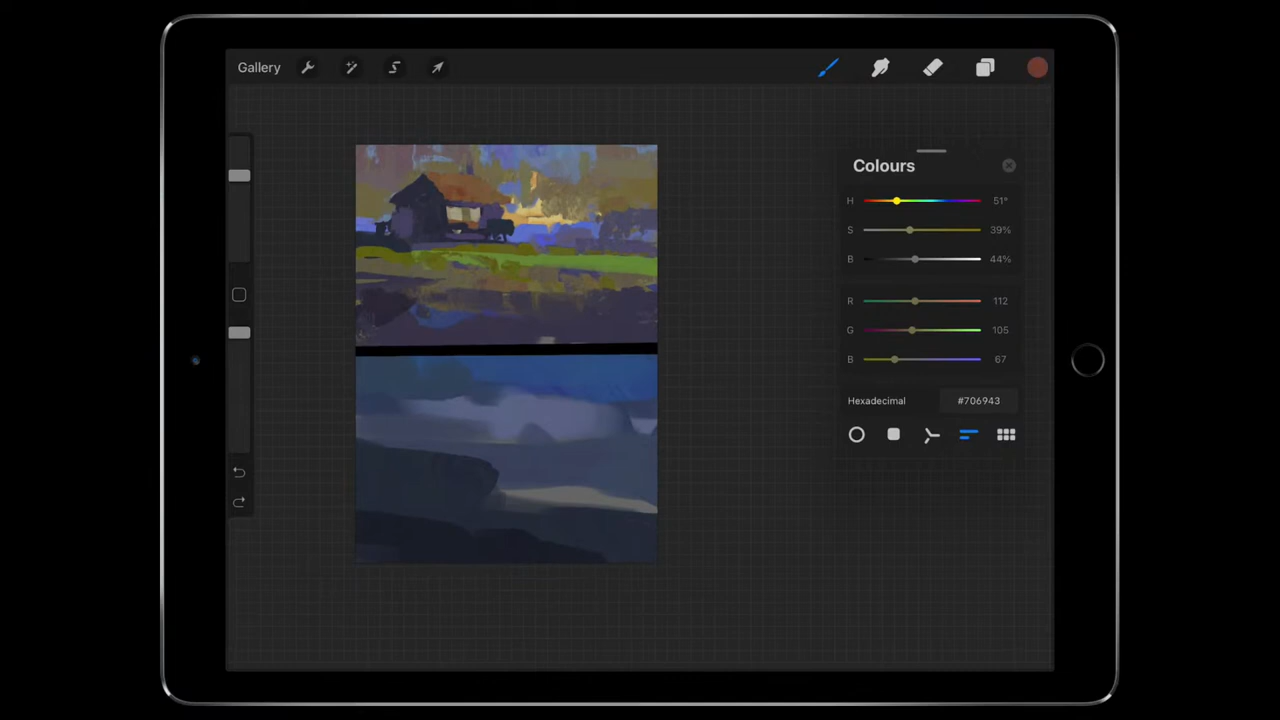 Gallery
Colours
H 51°
S 39%
B 44%
R 112
G 105
B 67
Hexadecimal #706943